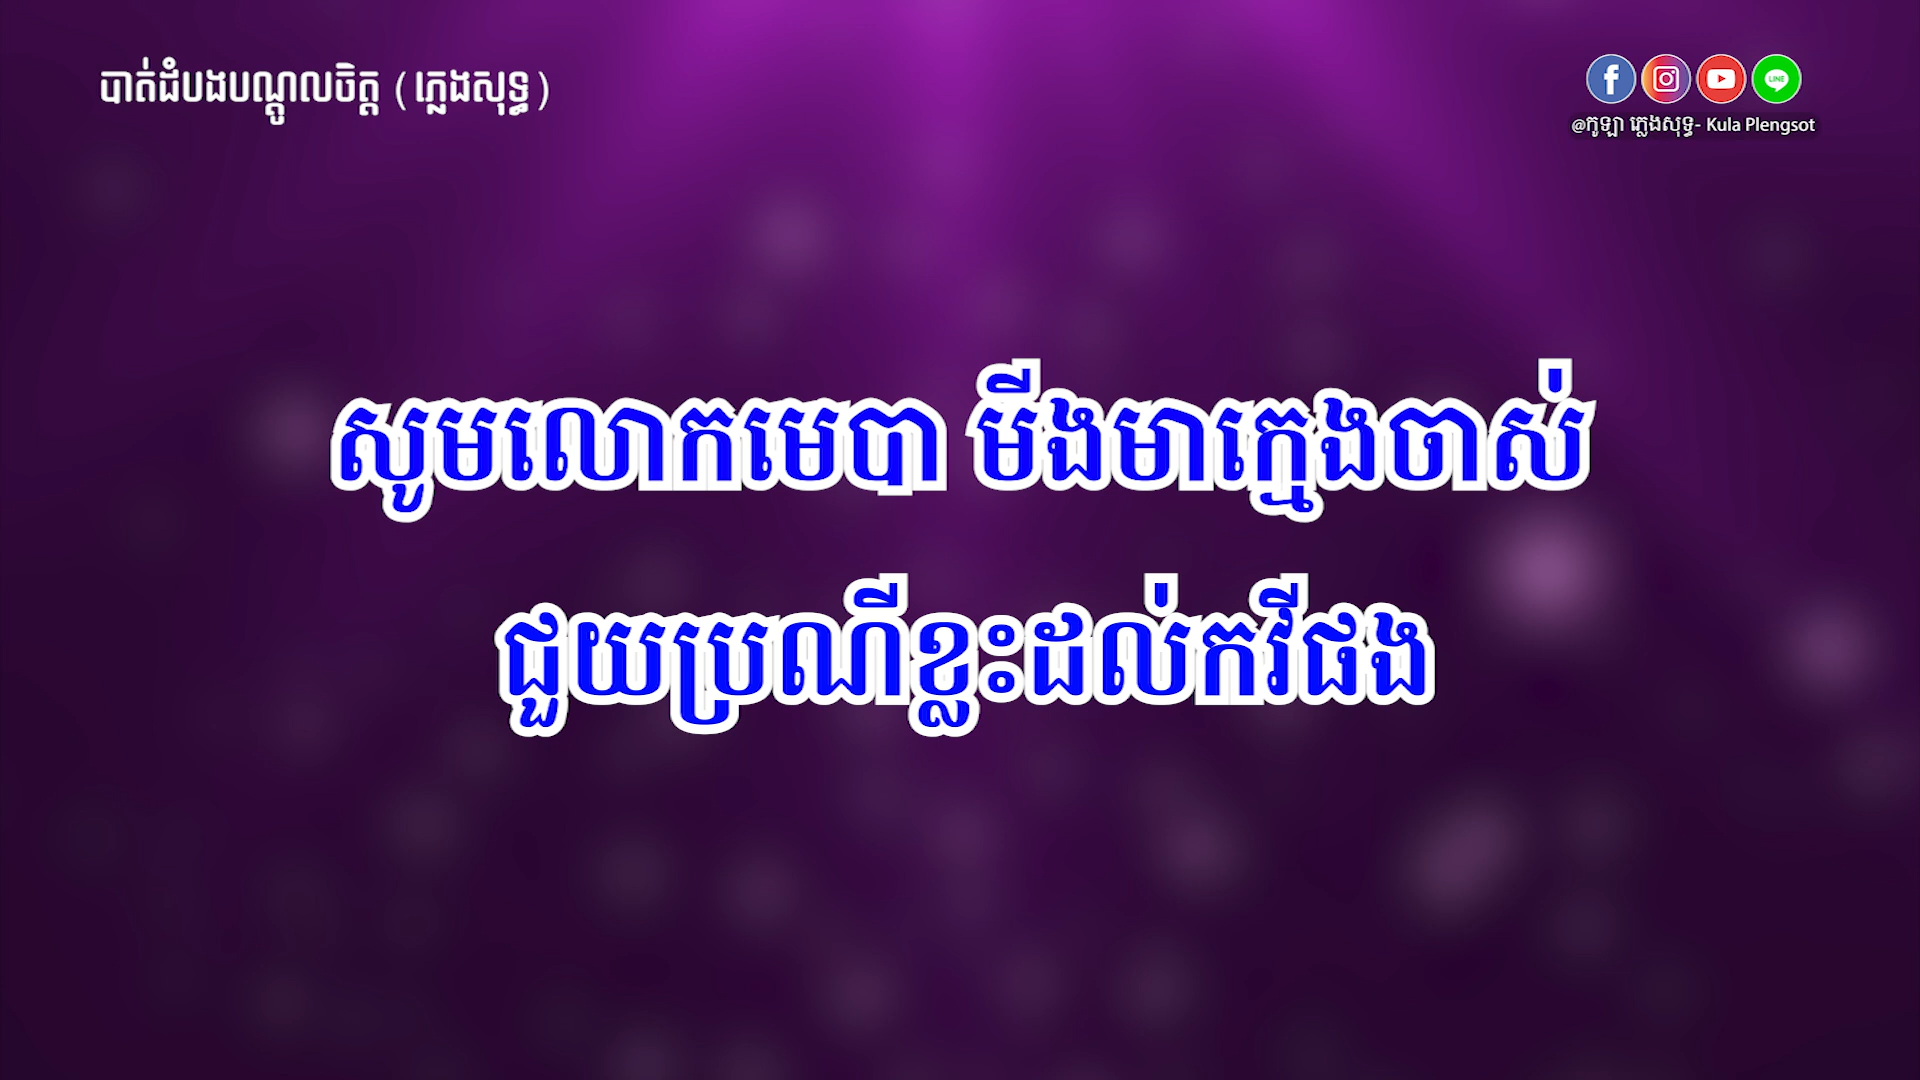 បាត់ដំបងបណ្ដូលចិត្ត (ភ្លេងសុទ្ធ)
LINE
@កូឡា ភ្លេងសុទ្ធ- Kula Plengsot
សូមលោកមេបា មីងមាក្មេងចាស់
ជួយប្រណីខ្លះដល់កវីផង